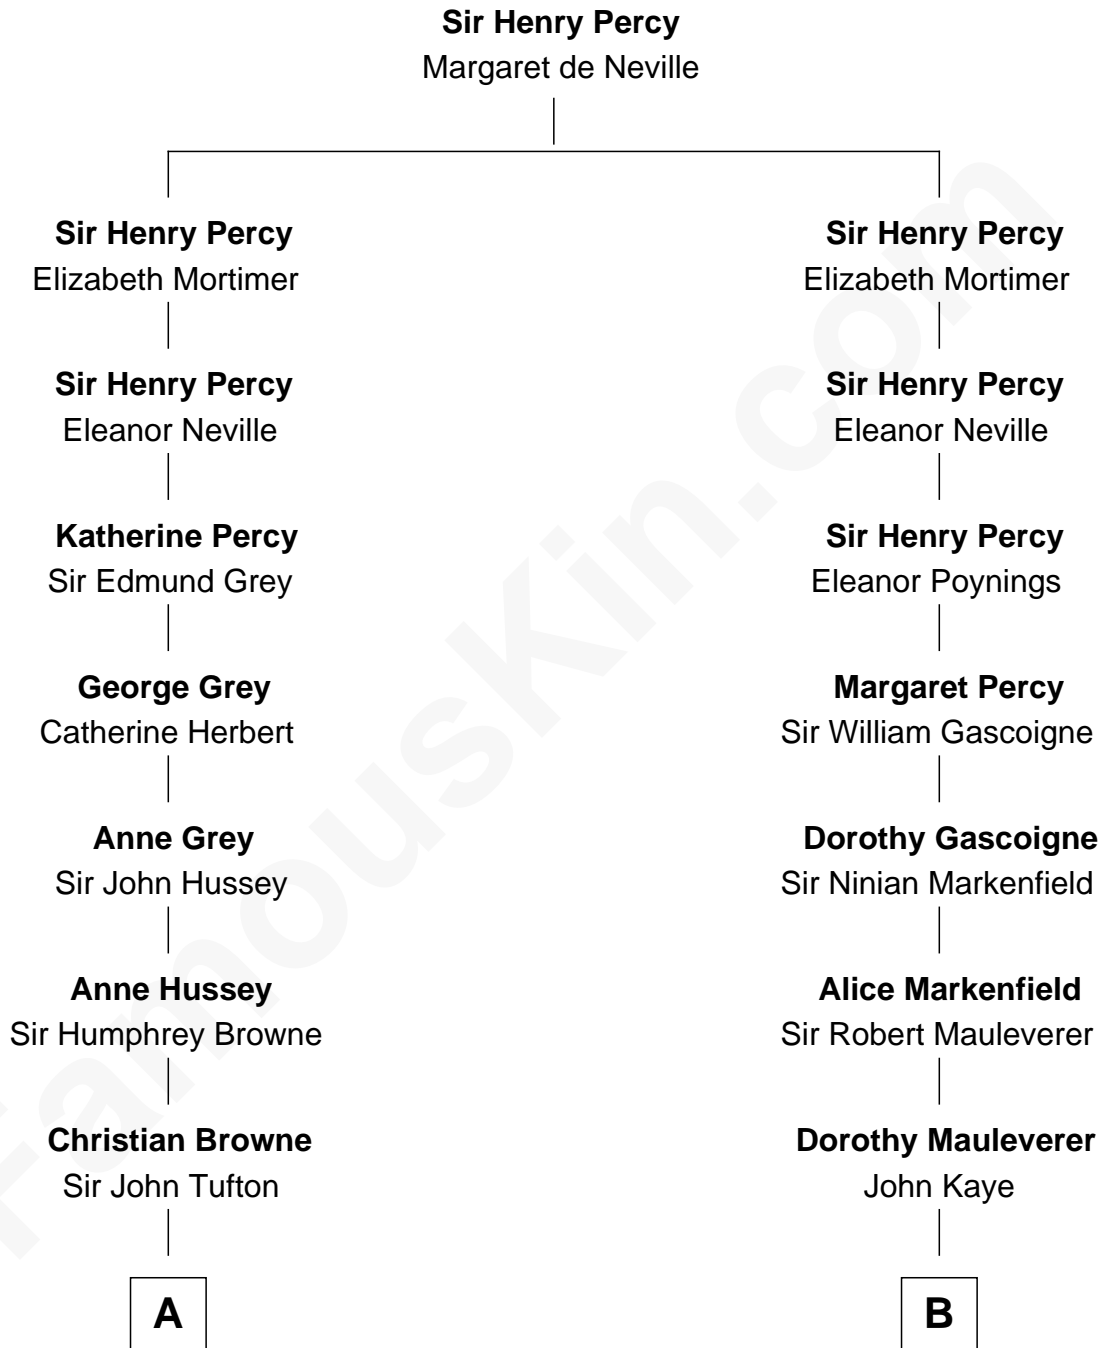 Sir Henry Percy
Margaret de Neville
Sir Henry Percy
Elizabeth Mortimer
Sir Henry Percy
Eleanor Neville
Katherine Percy
Sir Edmund Grey
George Grey
Catherine Herbert
Anne Grey
Sir John Hussey
Anne Hussey
Sir Humphrey Browne
Christian Browne
Sir John Tufton
A
Sir Henry Percy
Elizabeth Mortimer
Sir Henry Percy
Eleanor Neville
Sir Henry Percy
Eleanor Poynings
Margaret Percy
Sir William Gascoigne
Dorothy Gascoigne
Sir Ninian Markenfield
Alice Markenfield
Sir Robert Mauleverer
Dorothy Mauleverer
John Kaye
B
FamousKin.com